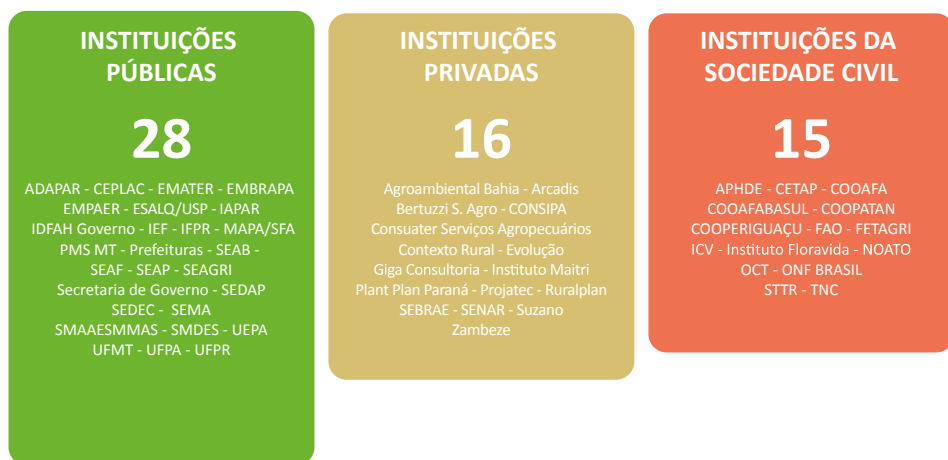 INSTITUIÇÕES
PÚBLICAS
28
ADAPAR - CEPLAC - EMATER - EMBRAPA
EMPAER - ESALQ/USP - IAPAR
IDFAH Governo - IEF - IFPR - MAPA/SFA
PMS MT - Prefeituras - SEAB -
SEAF - SEAP - SEAGRI
Secretaria de Governo - SEDAP
SEDEC - SEMA
SMAAESMMAS - SMDES - UEPA
UFMT - UFPA - UFPR
INSTITUIÇÕES
PRIVADAS
16
Agroambiental Bahia - Arcadis
Bertuzzi S. Agro - CONSIPA
Consuater Serviços Agropecuários
Contexto Rural - Evolução
Giga Consultoria - Instituto Maitri
Plant Plan Paraná - Projatec - Ruralplan
SEBRAE - SENAR - Suzano
Zambeze
INSTITUIÇÕES DA
SOCIEDADE CIVIL
15
APHDE - CETAP - COOAFA
COOAFABASUL - COOPATAN
COOPERIGUAÇU - FAO - FETAGRI
ICV - Instituto Floravida - NOATO
OCT - ONF BRASIL
STTR - TNC